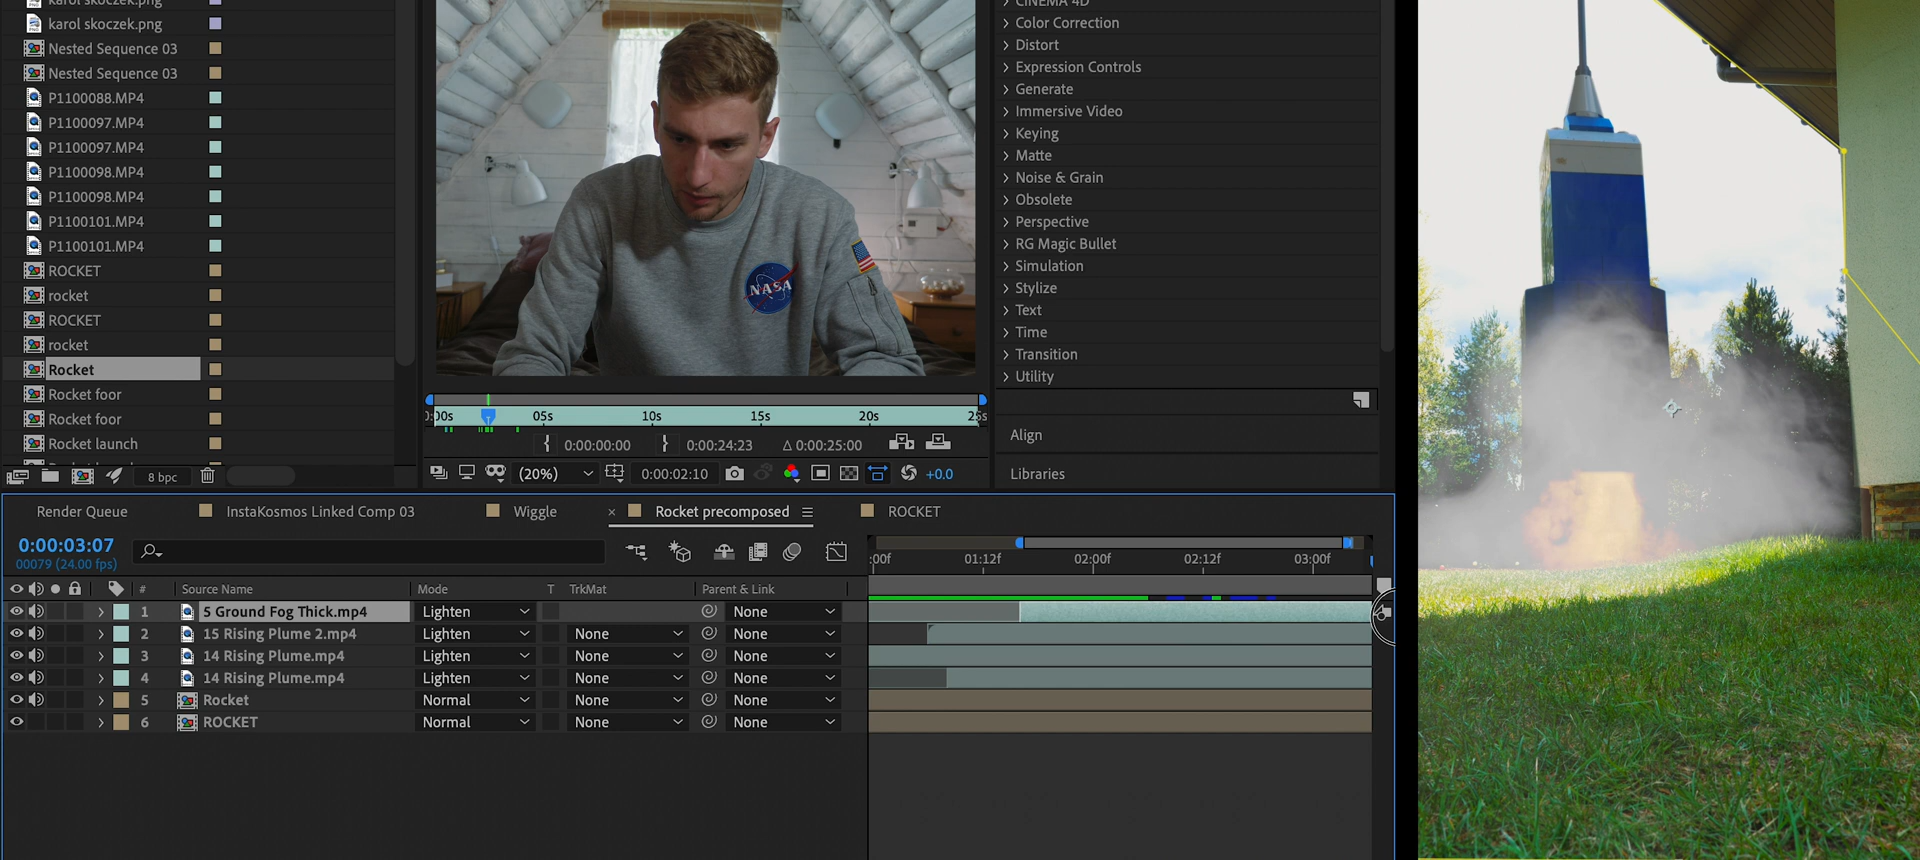 karol skoczek.png
karol skoczek.png
Nested Sequence 03
Nested Sequence 03
P1100088.MP4
P1100097.MP4
P1100097.MP4
P1100098.MP4
P1100098.MP4
P1100101.MP4
P1100101.MP4
ROCKET
rocket
ROCKET
rocket
Rocket
Rocket foor
Rocket foor
Rocket launch
8 bpc
NASA
:00s 05s 10s 15s 20s 25s
0:00:00:00 0:00:24:23 Δ 0:00:25:00
(20%) 0:00:02:10 +0.0
CINEMA 4D
Color Correction
Distort
Expression Controls
Generate
Immersive Video
Keying
Matte
Noise & Grain
Obsolete
Perspective
RG Magic Bullet
Simulation
Stylize
Text
Time
Transition
Utility
Align
Libraries
Render Queue InstaKosmos Linked Comp 03 Wiggle × Rocket precomposed ROCKET
0:00:03:07
00079 (24.00 fps)
:00f 01:12f 02:00f 02:12f 03:00f
# Source Name Mode T TrkMat Parent & Link
1 5 Ground Fog Thick.mp4 Lighten None
2 15 Rising Plume 2.mp4 Lighten None None
3 14 Rising Plume.mp4 Lighten None None
4 14 Rising Plume.mp4 Lighten None None
5 Rocket Normal None None
6 ROCKET Normal None None